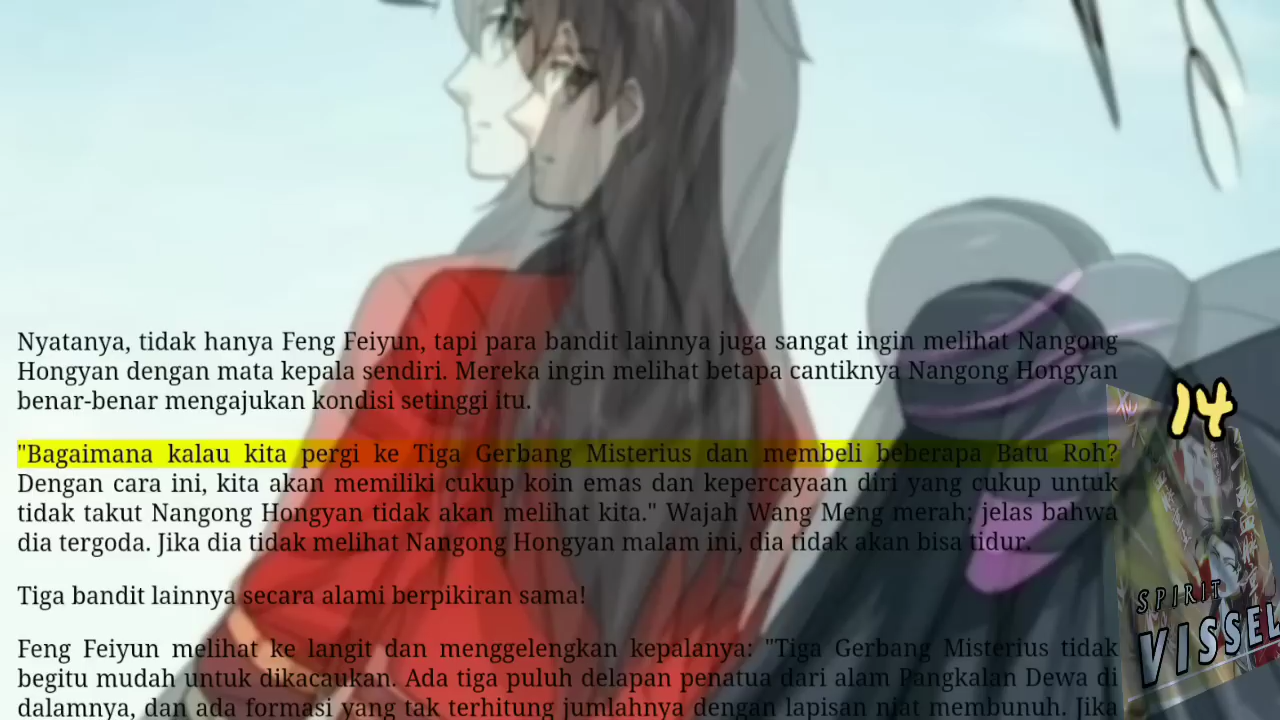 Nyatanya, tidak hanya Feng Feiyun, tapi para bandit lainnya juga sangat ingin melihat Nangong
Hongyan dengan mata kepala sendiri. Mereka ingin melihat betapa cantiknya Nangong Hongyan
benar-benar mengajukan kondisi setinggi itu.
"Bagaimana kalau kita pergi ke Tiga Gerbang Misterius dan membeli beberapa Batu Roh?
Dengan cara ini, kita akan memiliki cukup koin emas dan kepercayaan diri yang cukup untuk
tidak takut Nangong Hongyan tidak akan melihat kita." Wajah Wang Meng merah; jelas bahwa
dia tergoda. Jika dia tidak melihat Nangong Hongyan malam ini, dia tidak akan bisa tidur.
Tiga bandit lainnya secara alami berpikiran sama!
Feng Feiyun melihat ke langit dan menggelengkan kepalanya: "Tiga Gerbang Misterius tidak
begitu mudah untuk dikacaukan. Ada tiga puluh delapan penatua dari alam Pangkalan Dewa di
dalamnya, dan ada formasi yang tak terhitung jumlahnya dengan lapisan niat membunuh. Jika
14
SPIRIT
VISSEL